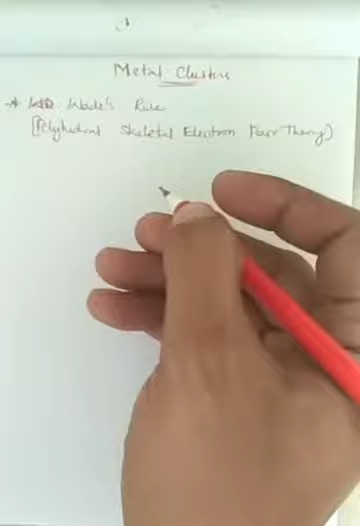 Metal Clusters
* Wade's Rule
[Polyhedral Skeletal Electron Pair Theory)